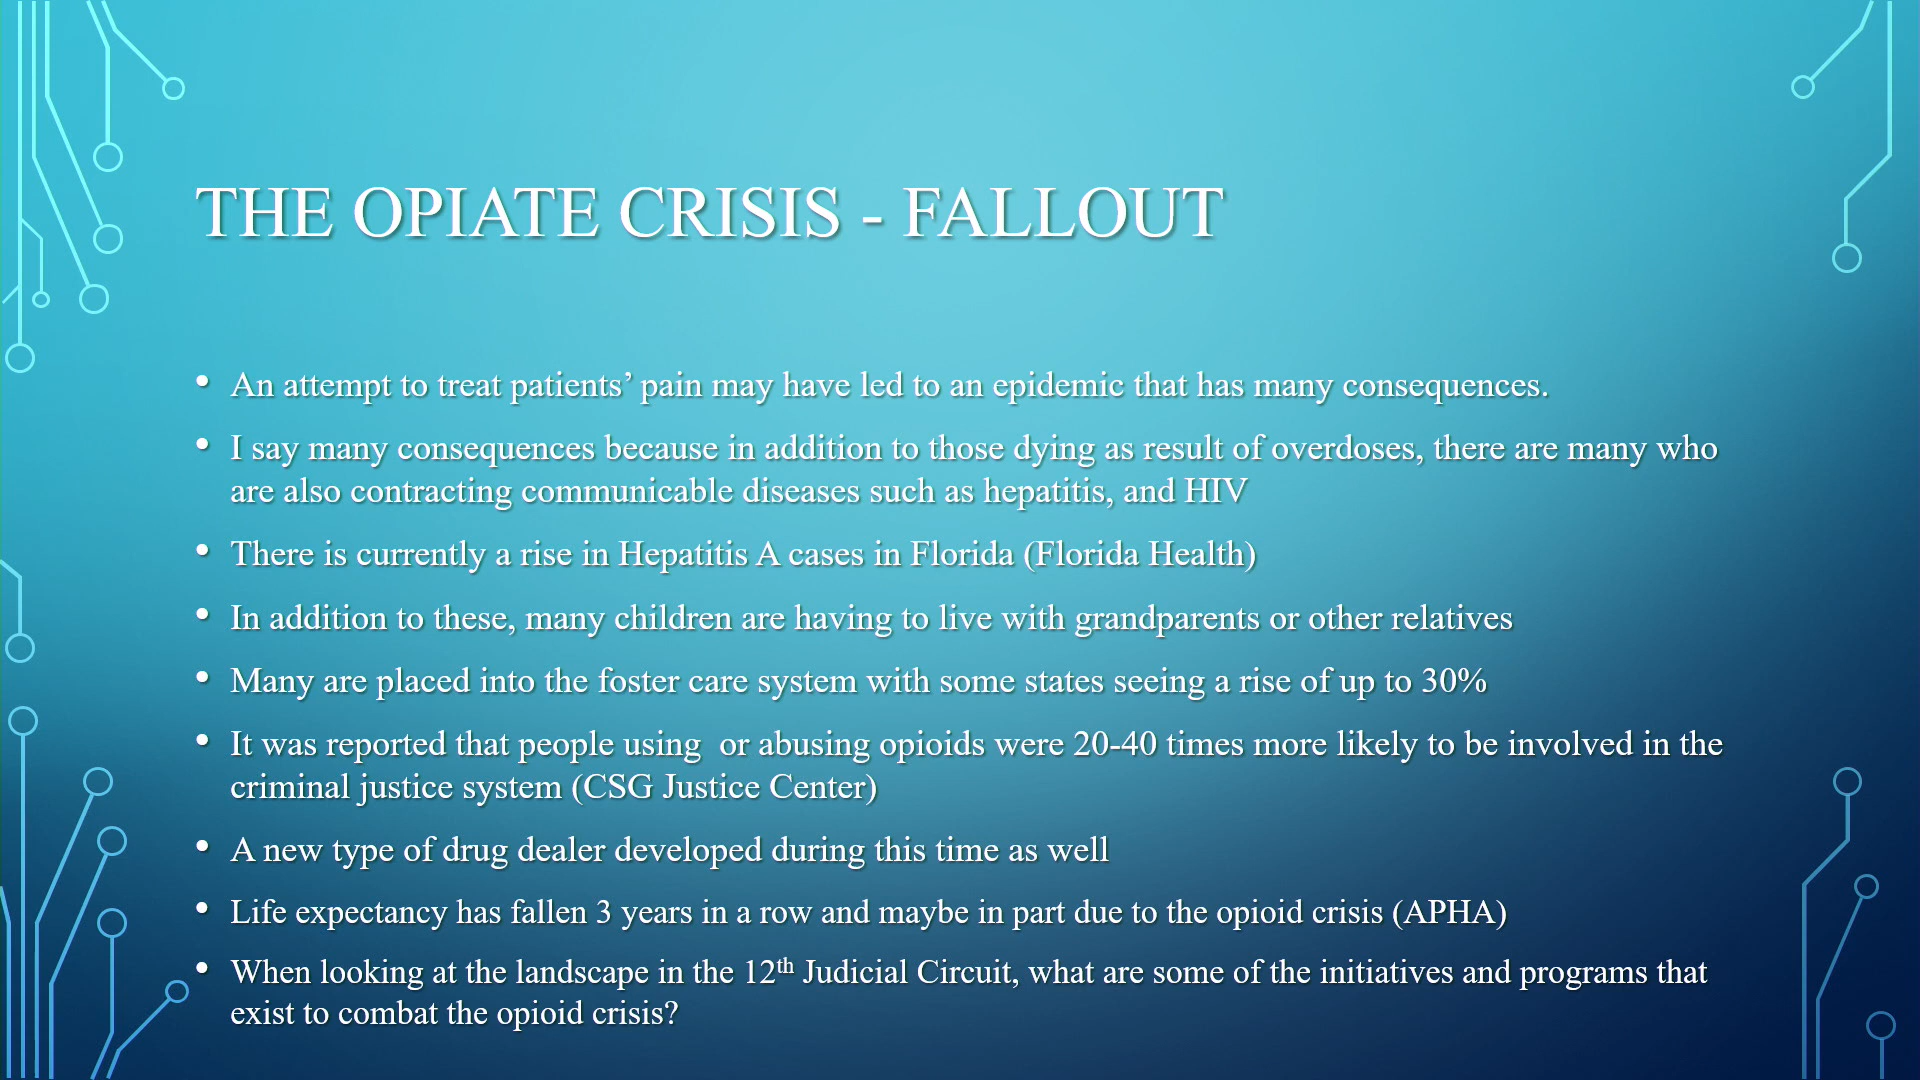 THE OPIATE CRISIS - FALLOUT
• An attempt to treat patients’ pain may have led to an epidemic that has many consequences.
• I say many consequences because in addition to those dying as result of overdoses, there are many who
are also contracting communicable diseases such as hepatitis, and HIV
• There is currently a rise in Hepatitis A cases in Florida (Florida Health)
• In addition to these, many children are having to live with grandparents or other relatives
• Many are placed into the foster care system with some states seeing a rise of up to 30%
• It was reported that people using  or abusing opioids were 20-40 times more likely to be involved in the
criminal justice system (CSG Justice Center)
• A new type of drug dealer developed during this time as well
• Life expectancy has fallen 3 years in a row and maybe in part due to the opioid crisis (APHA)
• When looking at the landscape in the 12th Judicial Circuit, what are some of the initiatives and programs that
exist to combat the opioid crisis?